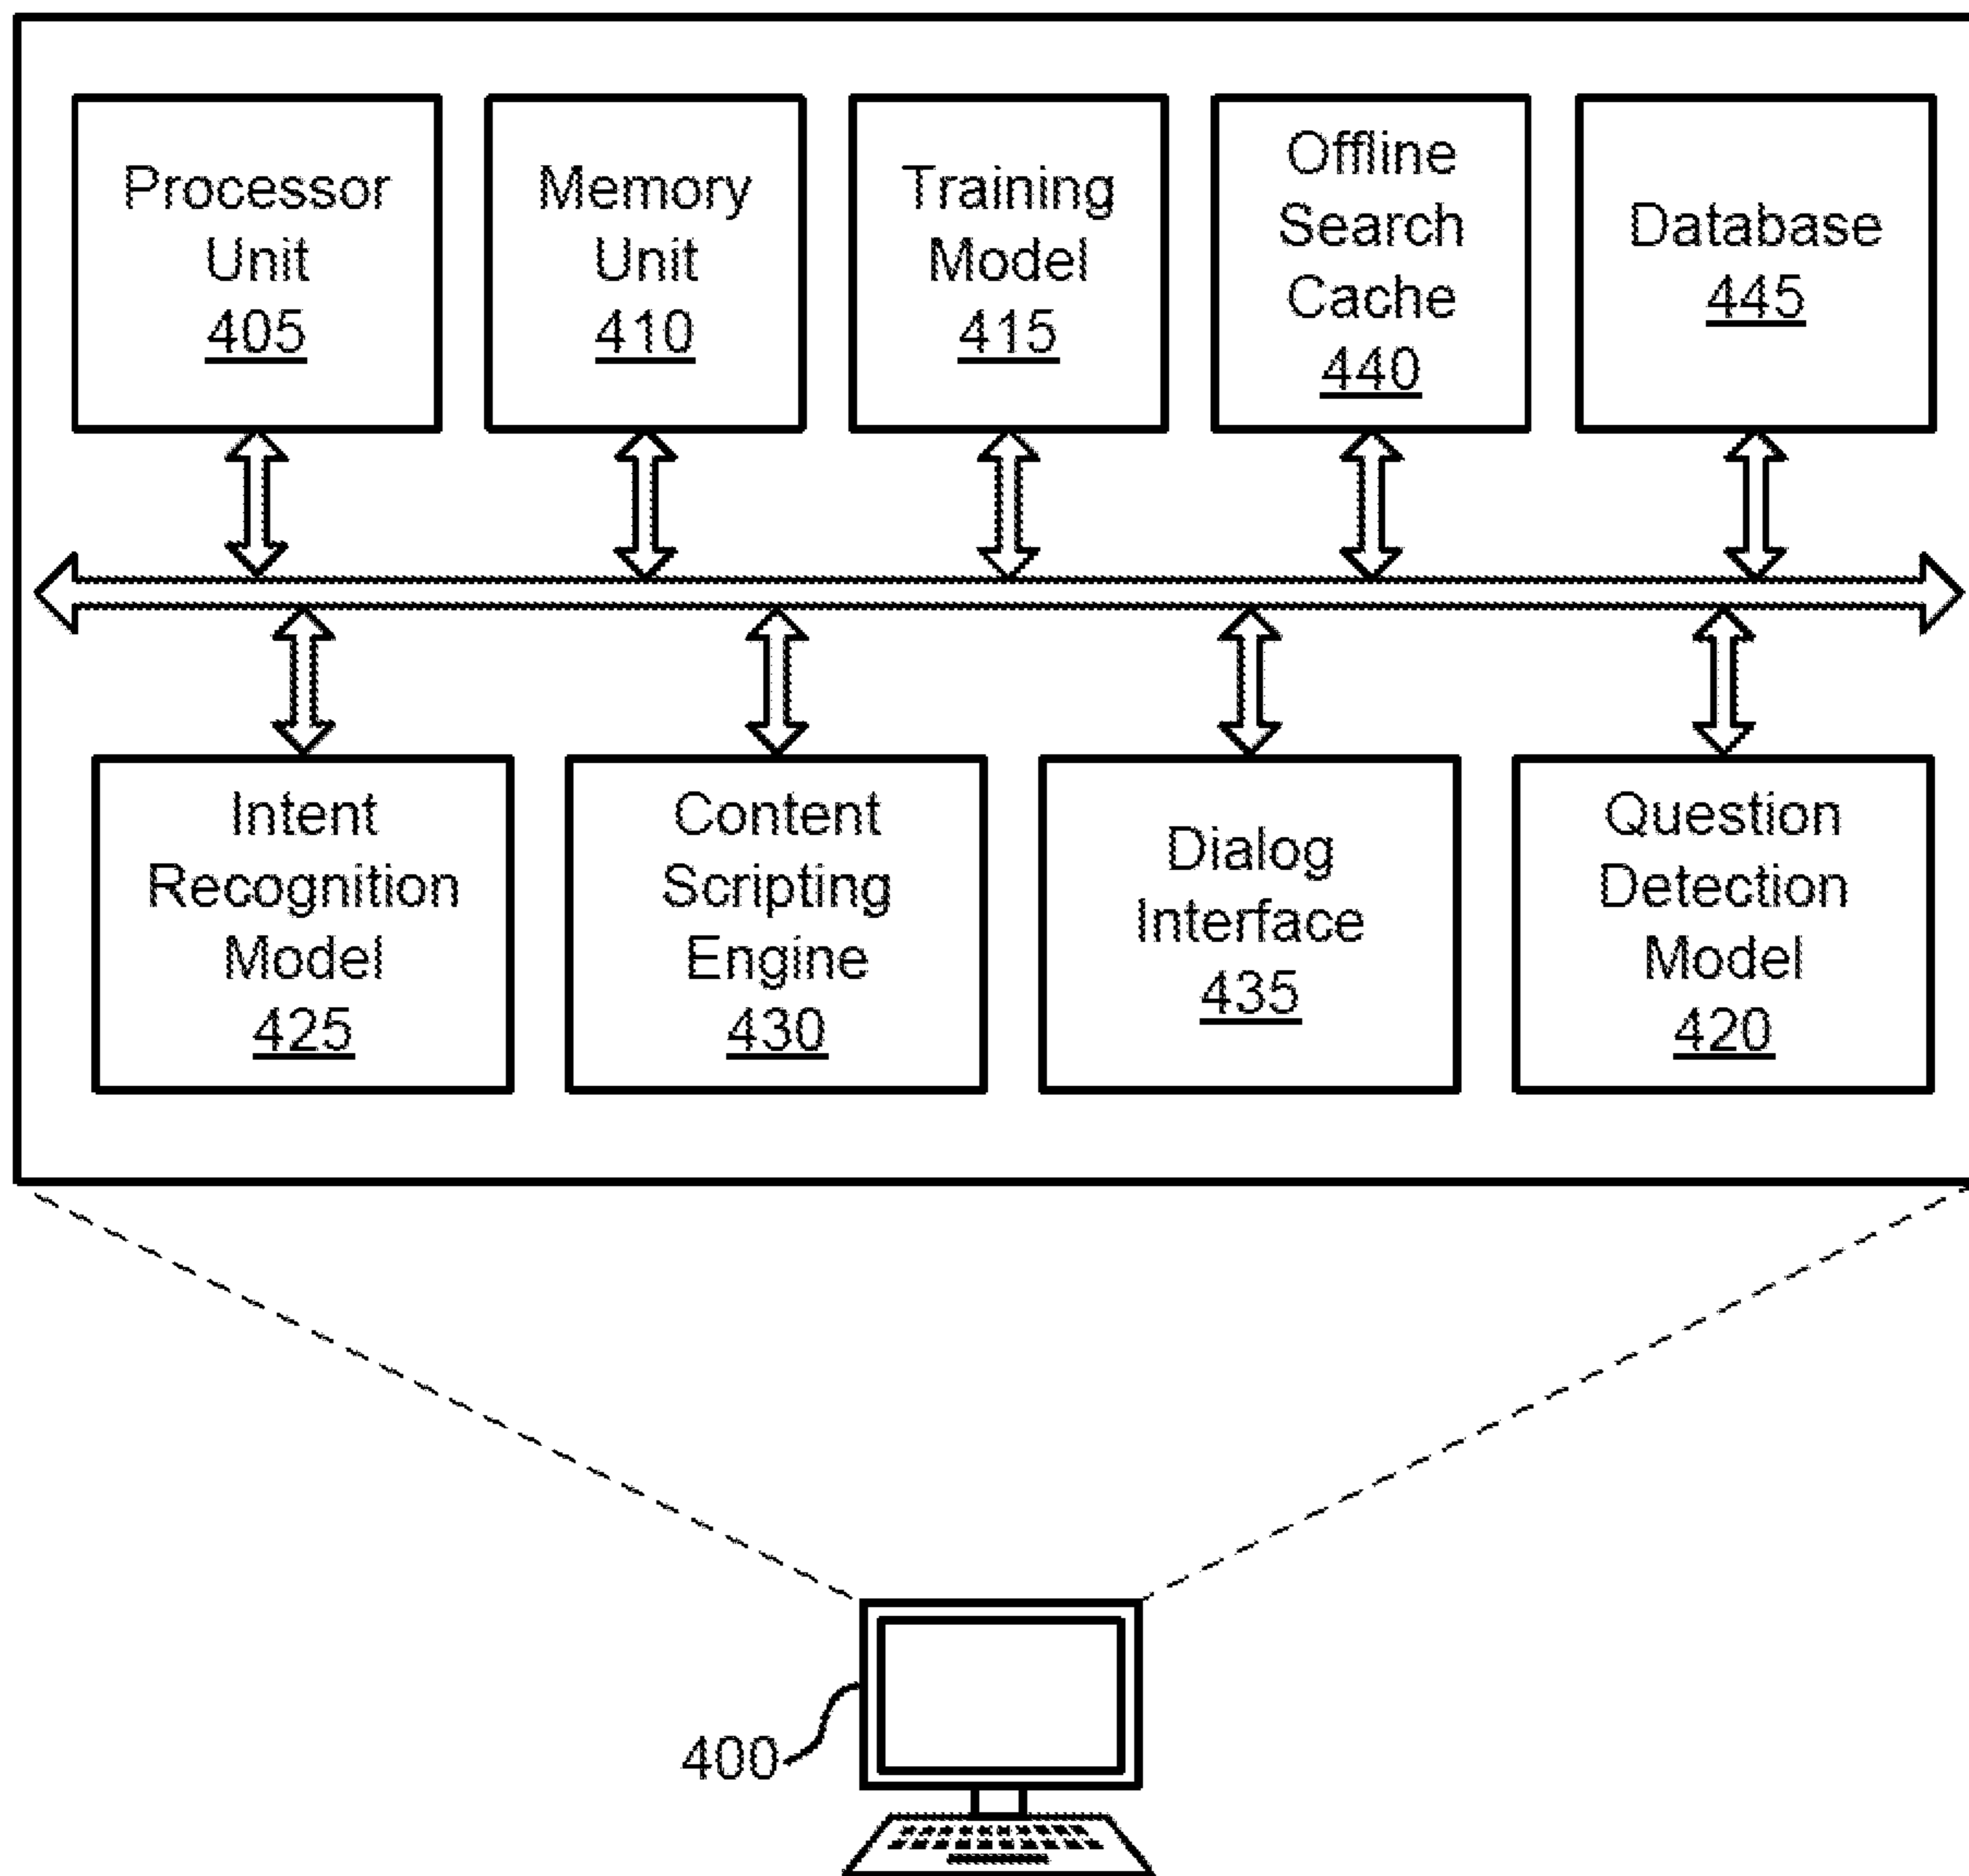 Processor
Unit
405
Memory
Unit
410
Training
Model
415
Offline
Search
Cache
440
Database
445
Intent
Recognition
Model
425
Content
Scripting
Engine
430
Dialog
Interface
435
Question
Detection
Model
420
400